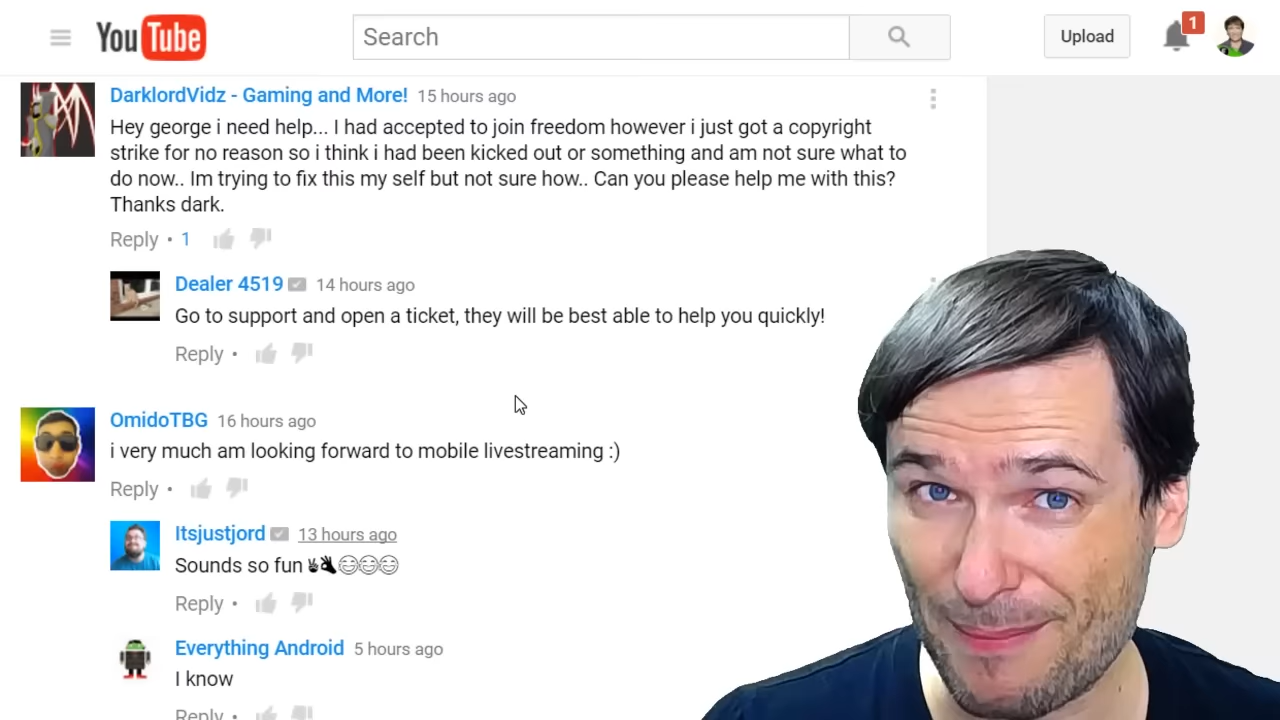 YouTube
Search
Upload
1
DarklordVidz - Gaming and More! 15 hours ago
Hey george i need help... I had accepted to join freedom however i just got a copyright
strike for no reason so i think i had been kicked out or something and am not sure what to
do now.. Im trying to fix this my self but not sure how.. Can you please help me with this?
Thanks dark.
Reply • 1
Dealer 4519 14 hours ago
Go to support and open a ticket, they will be best able to help you quickly!
Reply •
OmidoTBG 16 hours ago
i very much am looking forward to mobile livestreaming :)
Reply •
Itsjustjord 13 hours ago
Sounds so fun ✌👌😂😂😂
Reply •
Everything Android 5 hours ago
I know
Reply •